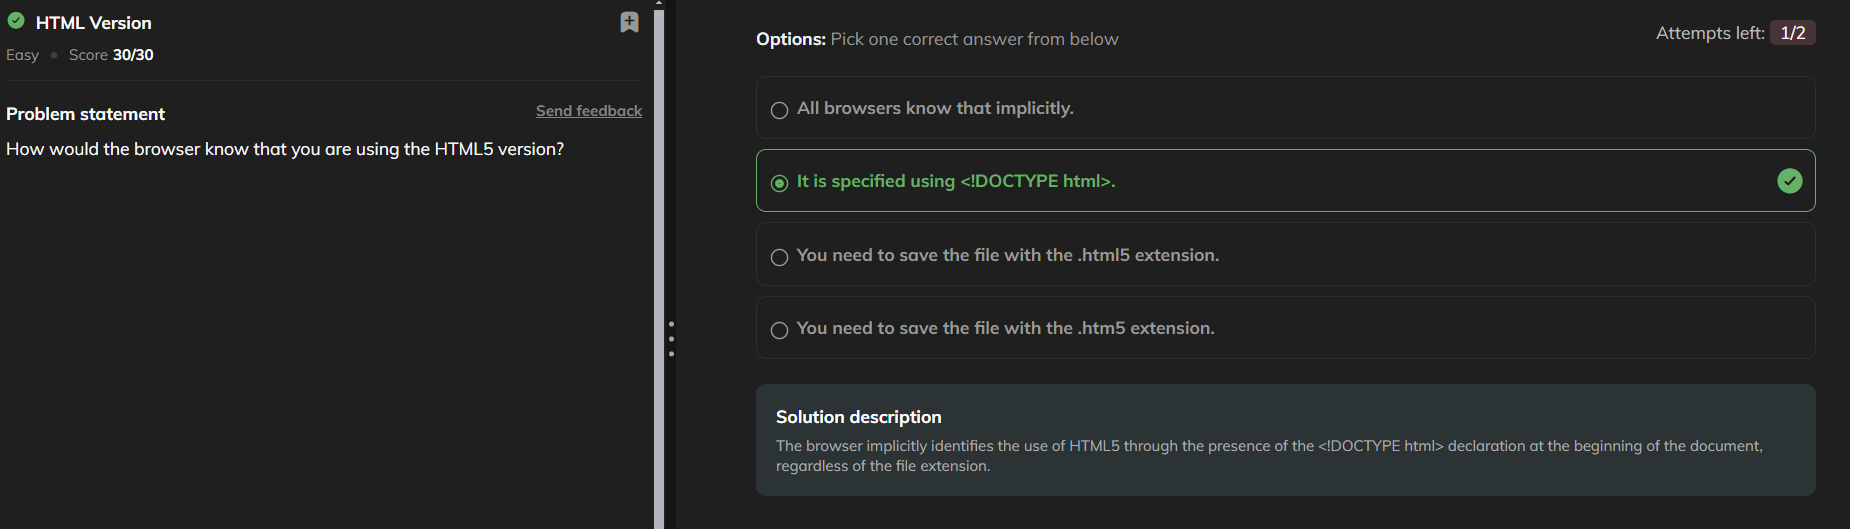 HTML Version
Easy • Score 30/30
Problem statement
Send feedback
How would the browser know that you are using the HTML5 version?
Options: Pick one correct answer from below
Attempts left: 1/2
All browsers know that implicitly.
It is specified using <!DOCTYPE html>.
You need to save the file with the .html5 extension.
You need to save the file with the .htm5 extension.
Solution description
The browser implicitly identifies the use of HTML5 through the presence of the <!DOCTYPE html> declaration at the beginning of the document,
regardless of the file extension.